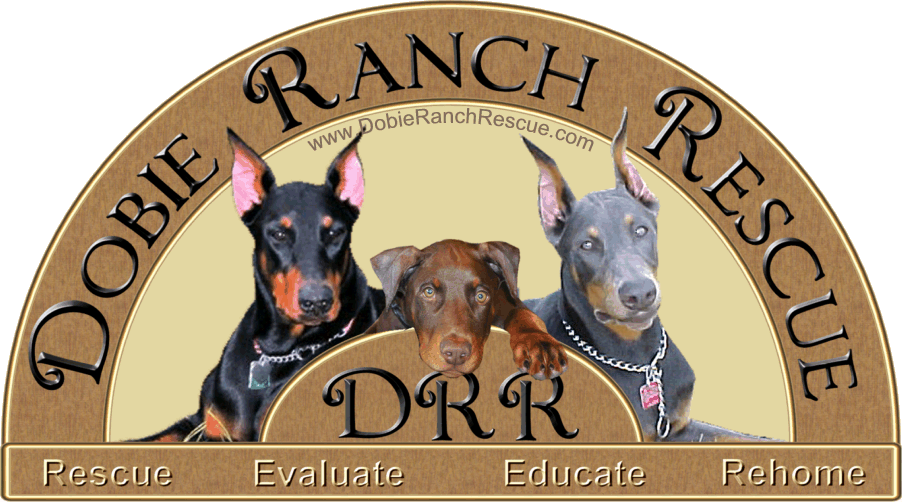 Dobie Ranch Rescue
www.DobieRanchRescue.com
DRR
Rescue Evaluate Educate Rehome